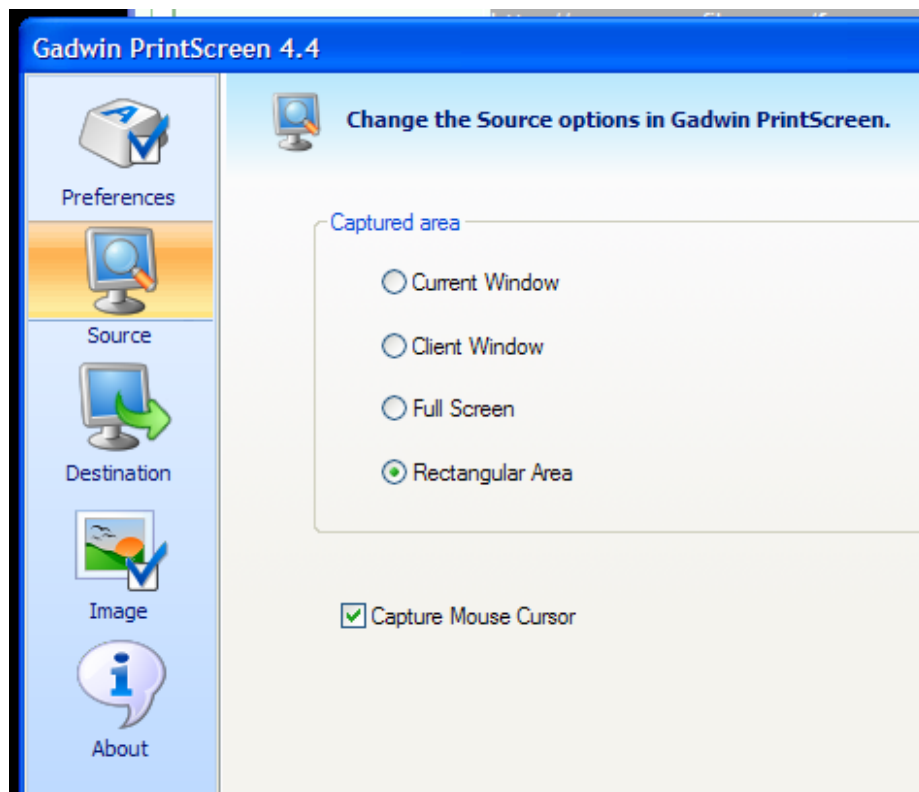 Gadwin PrintScreen 4.4
Change the Source options in Gadwin PrintScreen.
Preferences
Source
Destination
Image
About
Captured area
Current Window
Client Window
Full Screen
Rectangular Area
Capture Mouse Cursor